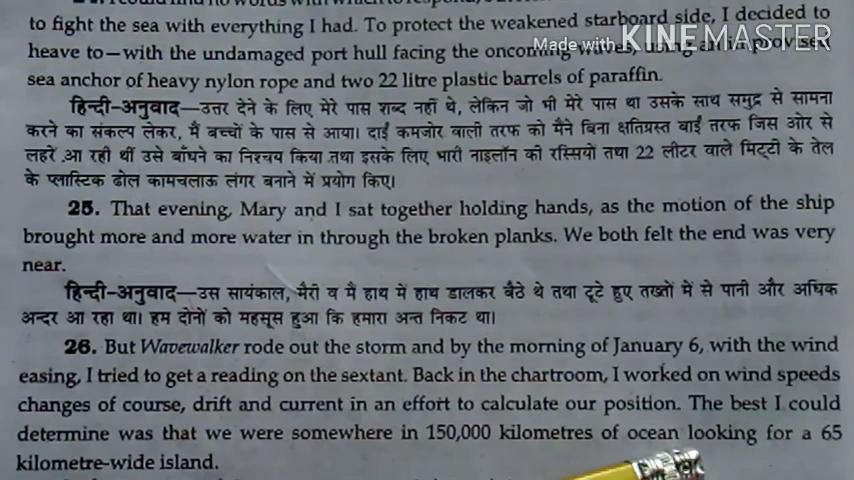 to fight the sea with everything I had. To protect the weakened starboard side, I decided to
heave to—with the undamaged port hull facing the oncoming waves, using an improvised
Made with KINEMASTER
sea anchor of heavy nylon rope and two 22 litre plastic barrels of paraffin.
हिन्दी-अनुवाद—उत्तर देने के लिए मेरे पास शब्द नहीं थे, लेकिन जो भी मेरे पास था उसके साथ समुद्र से सामना
करने का संकल्प लेकर, मैं बच्चों के पास से आया। दाईं कमजोर वाली तरफ को मैंने बिना क्षतिग्रस्त बाईं तरफ जिस ओर से
लहरें आ रही थीं उसे बाँधने का निश्चय किया तथा इसके लिए भारी नाइलॉन की रस्सियों तथा 22 लीटर वाले मिट्टी के तेल
के प्लास्टिक ढोल कामचलाऊ लंगर बनाने में प्रयोग किए।
25. That evening, Mary and I sat together holding hands, as the motion of the ship
brought more and more water in through the broken planks. We both felt the end was very
near.
हिन्दी-अनुवाद—उस सायंकाल, मैरी व मैं हाथ में हाथ डालकर बैठे थे तथा टूटे हुए तख्तों में से पानी और अधिक
अन्दर आ रहा था। हम दोनों को महसूस हुआ कि हमारा अन्त निकट था।
26. But Wavewalker rode out the storm and by the morning of January 6, with the wind
easing, I tried to get a reading on the sextant. Back in the chartroom, I worked on wind speeds
changes of course, drift and current in an effort to calculate our position. The best I could
determine was that we were somewhere in 150,000 kilometres of ocean looking for a 65
kilometre-wide island.